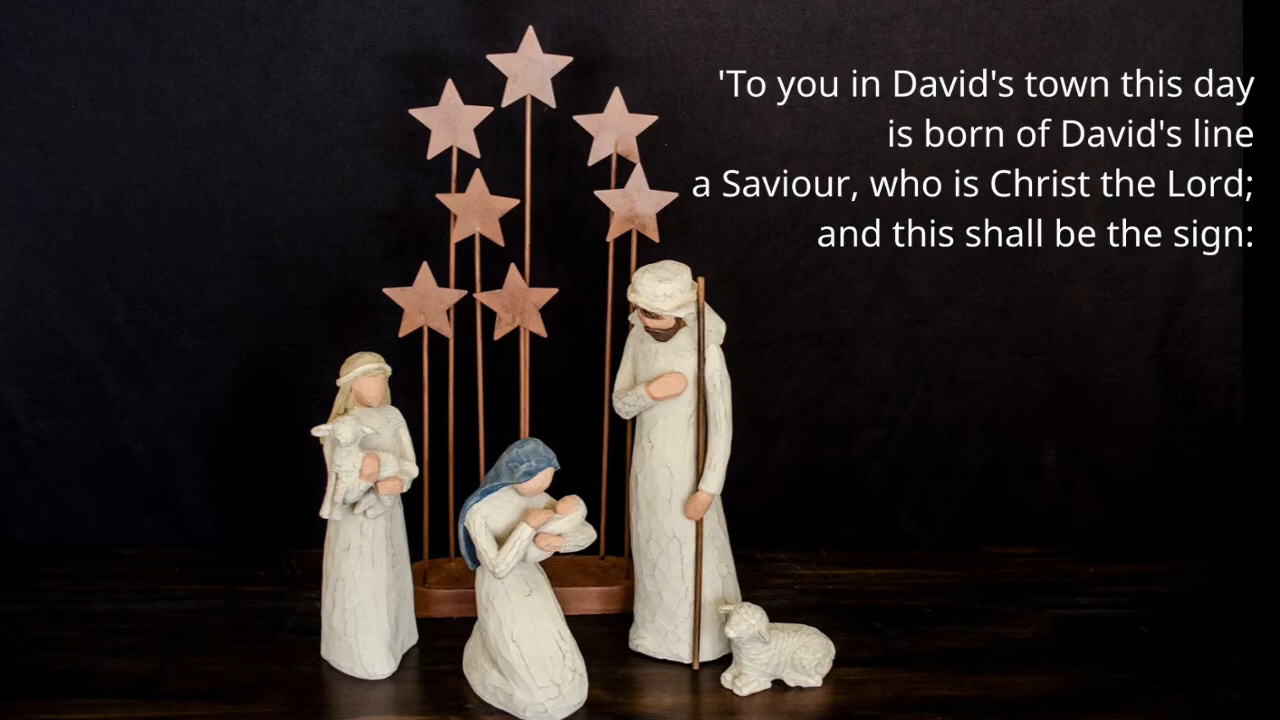 'To you in David's town this day
is born of David's line
a Saviour, who is Christ the Lord;
and this shall be the sign: